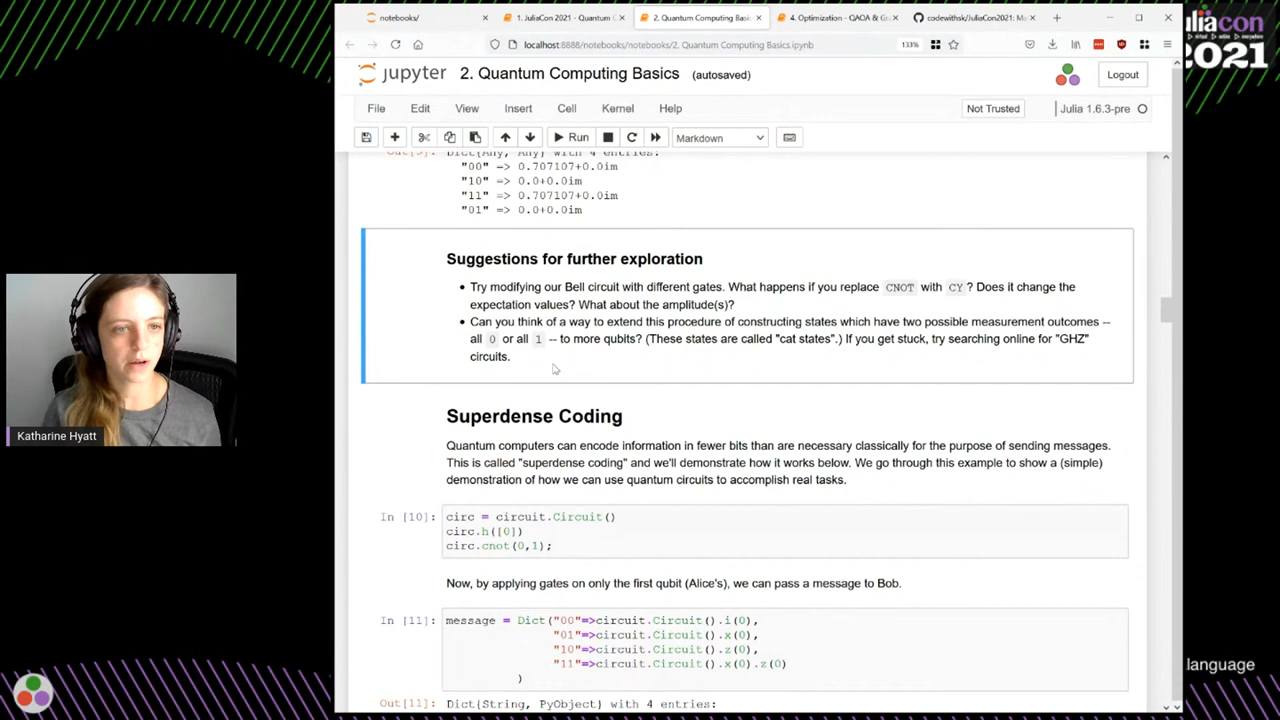 notebooks/
1. JuliaCon 2021 - Quantum C
2. Quantum Computing Basi
4. Optimization - QAOA & Gr
codewithsk/JuliaCon2021: Ma
localhost:8888/notebooks/notebooks/2. Quantum Computing Basics.ipynb
133%
juliacon
2021
jupyter
2. Quantum Computing Basics
(autosaved)
Logout
File
Edit
View
Insert
Cell
Kernel
Help
Not Trusted
Julia 1.6.3-pre
Run
Markdown
Dict{Any, Any} with 4 entries:
"00" => 0.707107+0.0im
"10" => 0.0+0.0im
"11" => 0.707107+0.0im
"01" => 0.0+0.0im
Suggestions for further exploration
• Try modifying our Bell circuit with different gates. What happens if you replace CNOT with CY ? Does it change the
expectation values? What about the amplitude(s)?
• Can you think of a way to extend this procedure of constructing states which have two possible measurement outcomes --
all 0 or all 1 -- to more qubits? (These states are called "cat states".) If you get stuck, try searching online for "GHZ"
circuits.
Katharine Hyatt
Superdense Coding
Quantum computers can encode information in fewer bits than are necessary classically for the purpose of sending messages.
This is called "superdense coding" and we'll demonstrate how it works below. We go through this example to show a (simple)
demonstration of how we can use quantum circuits to accomplish real tasks.
In [10]: circ = circuit.Circuit()
circ.h([0])
circ.cnot(0,1);
Now, by applying gates on only the first qubit (Alice's), we can pass a message to Bob.
In [11]: message = Dict("00"=>circuit.Circuit().i(0),
"01"=>circuit.Circuit().x(0),
"10"=>circuit.Circuit().z(0),
"11"=>circuit.Circuit().x(0).z(0)
)
language
Out[11]: Dict{String, PyObject} with 4 entries: